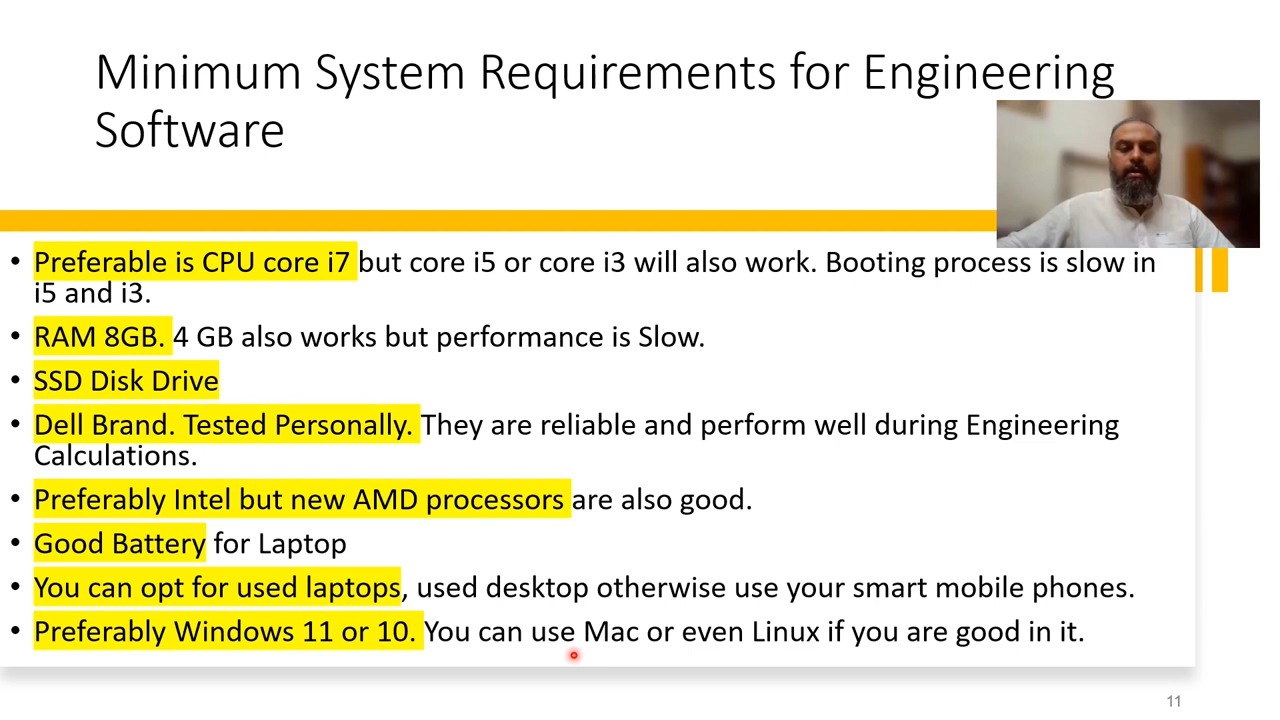 Minimum System Requirements for Engineering
Software
• Preferable is CPU core i7 but core i5 or core i3 will also work. Booting process is slow in
i5 and i3.
• RAM 8GB. 4 GB also works but performance is Slow.
• SSD Disk Drive
• Dell Brand. Tested Personally. They are reliable and perform well during Engineering
Calculations.
• Preferably Intel but new AMD processors are also good.
• Good Battery for Laptop
• You can opt for used laptops, used desktop otherwise use your smart mobile phones.
• Preferably Windows 11 or 10. You can use Mac or even Linux if you are good in it.
11